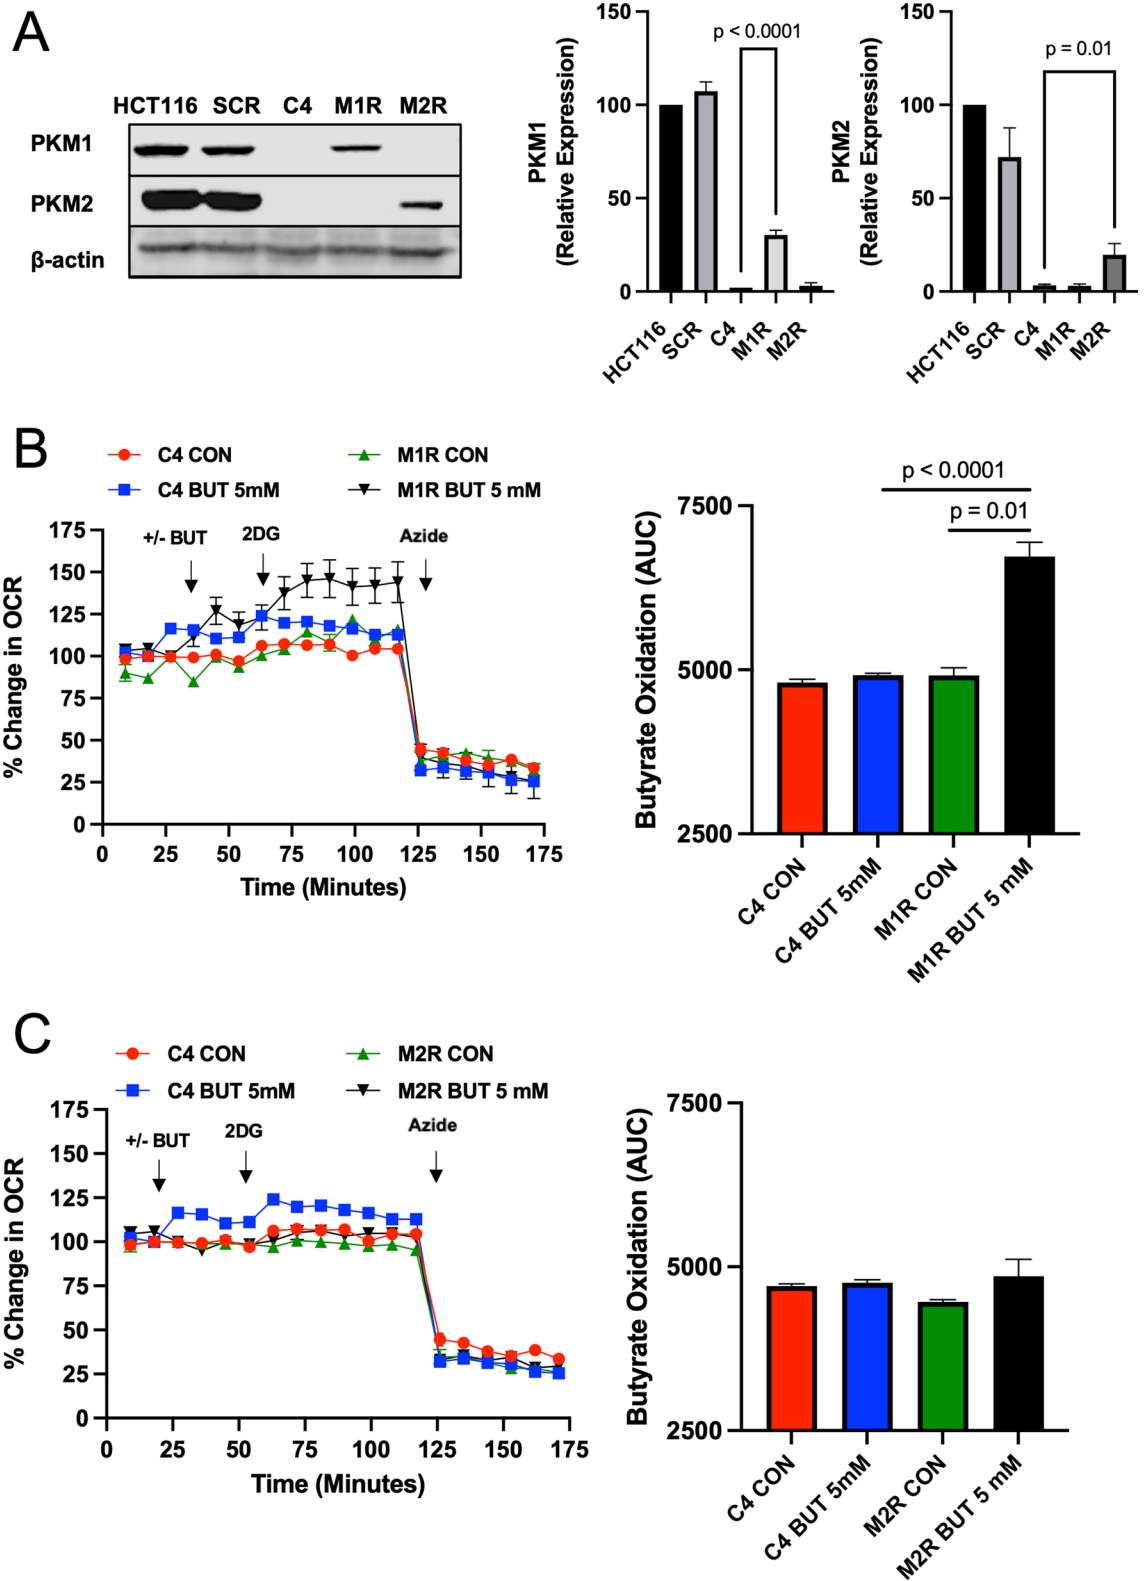 A
HCT116 SCR C4 M1R M2R
PKM1
PKM2
β-actin
PKM1
(Relative Expression)
150
100
50
0
p < 0.0001
HCT116
SCR
C4
M1R
M2R
PKM2
(Relative Expression)
150
100
50
0
p = 0.01
HCT116
SCR
C4
M1R
M2R
B
C4 CON
M1R CON
C4 BUT 5mM
M1R BUT 5 mM
% Change in OCR
175
150
125
100
75
50
25
0
+/- BUT
2DG
Azide
0 25 50 75 100 125 150 175
Time (Minutes)
Butyrate Oxidation (AUC)
7500
5000
2500
p < 0.0001
p = 0.01
C4 CON
C4 BUT 5mM
M1R CON
M1R BUT 5 mM
C
C4 CON
M2R CON
C4 BUT 5mM
M2R BUT 5 mM
% Change in OCR
175
150
125
100
75
50
25
0
+/- BUT
2DG
Azide
0 25 50 75 100 125 150 175
Time (Minutes)
Butyrate Oxidation (AUC)
7500
5000
2500
C4 CON
C4 BUT 5mM
M2R CON
M2R BUT 5 mM